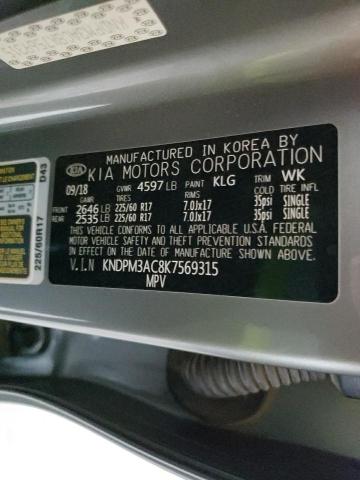 MANUFACTURED IN KOREA BY
KIA KIA MOTORS CORPORATION
09/18 GVWR 4597 LB PAINT KLG TRIM WK
TIRES RIMS COLD TIRE INFL
FRONT 2646 LB 225/60 R17 7.0Jx17 35psi
REAR 2535 LB 225/60 R17 7.0Jx17 35psi
THIS VEHICLE CONFORMS TO ALL APPLICABLE U.S.A. FEDERAL
MOTOR VEHICLE SAFETY AND THEFT PREVENTION STANDARDS
IN EFFECT ON THE DATE OF MANUFACTURE SHOWN ABOVE.
V.I.N KNDPM3AC8K7569315
MPV
225/60R17 D43